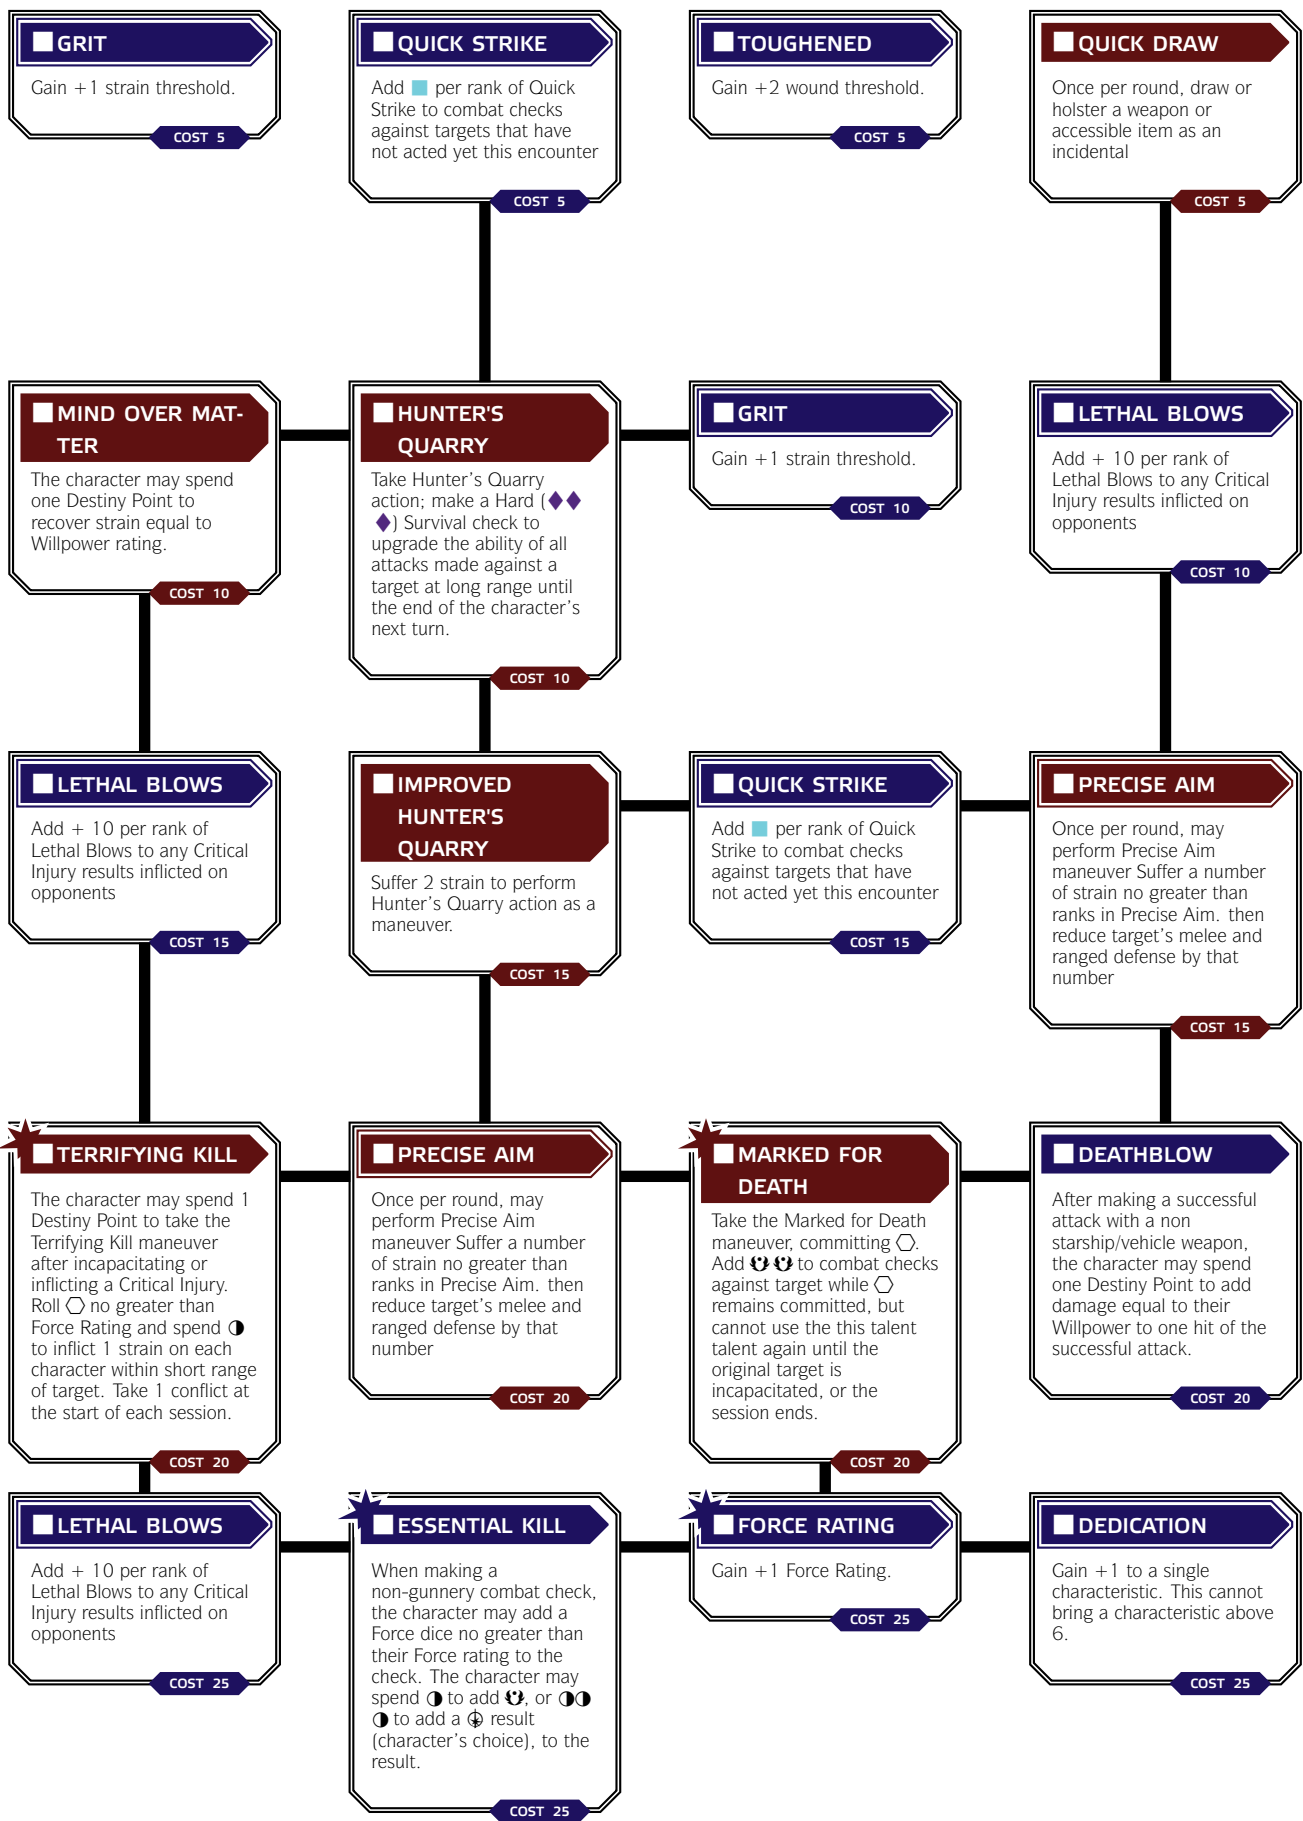 GRIT
Gain +1 strain threshold.
COST 5
QUICK STRIKE
Add per rank of Quick
Strike to combat checks
against targets that have
not acted yet this encounter
COST 5
TOUGHENED
Gain +2 wound threshold.
COST 5
QUICK DRAW
Once per round, draw or
holster a weapon or
accessible item as an
incidental
COST 5
MIND OVER MAT-
TER
The character may spend
one Destiny Point to
recover strain equal to
Willpower rating.
COST 10
HUNTER'S
QUARRY
Take Hunter's Quarry
action; make a Hard (♦♦
♦) Survival check to
upgrade the ability of all
attacks made against a
target at long range until
the end of the character's
next turn.
COST 10
GRIT
Gain +1 strain threshold.
COST 10
LETHAL BLOWS
Add + 10 per rank of
Lethal Blows to any Critical
Injury results inflicted on
opponents
COST 10
LETHAL BLOWS
Add + 10 per rank of
Lethal Blows to any Critical
Injury results inflicted on
opponents
COST 15
IMPROVED
HUNTER'S
QUARRY
Suffer 2 strain to perform
Hunter's Quarry action as a
maneuver.
COST 15
QUICK STRIKE
Add per rank of Quick
Strike to combat checks
against targets that have
not acted yet this encounter
COST 15
PRECISE AIM
Once per round, may
perform Precise Aim
maneuver Suffer a number
of strain no greater than
ranks in Precise Aim. then
reduce target's melee and
ranged defense by that
number
COST 15
TERRIFYING KILL
The character may spend 1
Destiny Point to take the
Terrifying Kill maneuver
after incapacitating or
inflicting a Critical Injury.
Roll no greater than
Force Rating and spend
to inflict 1 strain on each
character within short range
of target. Take 1 conflict at
the start of each session.
COST 20
PRECISE AIM
Once per round, may
perform Precise Aim
maneuver Suffer a number
of strain no greater than
ranks in Precise Aim. then
reduce target's melee and
ranged defense by that
number
COST 20
MARKED FOR
DEATH
Take the Marked for Death
maneuver, committing .
Add to combat checks
against target while
remains committed, but
cannot use the this talent
talent again until the
original target is
incapacitated, or the
session ends.
COST 20
DEATHBLOW
After making a successful
attack with a non
starship/vehicle weapon,
the character may spend
one Destiny Point to add
damage equal to their
Willpower to one hit of the
successful attack.
COST 20
LETHAL BLOWS
Add + 10 per rank of
Lethal Blows to any Critical
Injury results inflicted on
opponents
COST 25
ESSENTIAL KILL
When making a
non-gunnery combat check,
the character may add a
Force dice no greater than
their Force rating to the
check. The character may
spend to add , or
to add a result
(character's choice), to the
result.
COST 25
FORCE RATING
Gain +1 Force Rating.
COST 25
DEDICATION
Gain +1 to a single
characteristic. This cannot
bring a characteristic above
6.
COST 25